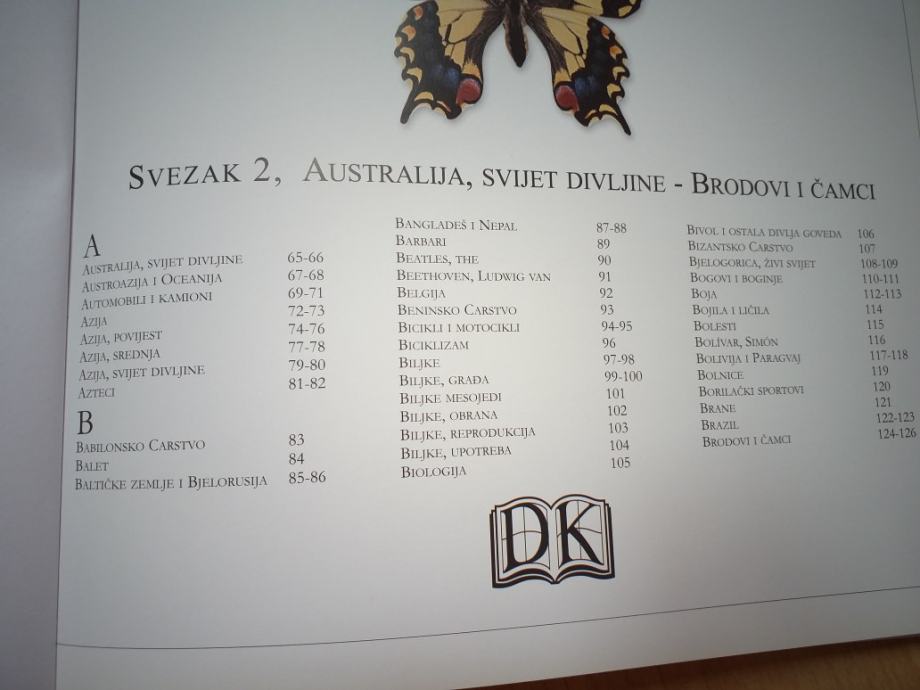 SVEZAK 2, AUSTRALIJA, SVIJET DIVLJINE - BRODOVI I ČAMCI
A
AUSTRALIJA, SVIJET DIVLJINE 65-66
AUSTROAZIJA I OCEANIJA 67-68
AUTOMOBILI I KAMIONI 69-71
AZIJA 72-73
AZIJA, POVIJEST 74-76
AZIJA, SREDNJA 77-78
AZIJA, SVIJET DIVLJINE 79-80
AZTECI 81-82
B
BABILONSKO CARSTVO 83
BALET 84
BALTIČKE ZEMLJE I BJELORUSIJA 85-86
BANGLADEŠ I NEPAL 87-88
BARBARI 89
BEATLES, THE 90
BEETHOVEN, LUDWIG VAN 91
BELGIJA 92
BENINSKO CARSTVO 93
BICIKLI I MOTOCIKLI 94-95
BICIKLIZAM 96
BILJKE 97-98
BILJKE, GRAĐA 99-100
BILJKE MESOJEDI 101
BILJKE, OBRANA 102
BILJKE, REPRODUKCIJA 103
BILJKE, UPOTREBA 104
BIOLOGIJA 105
BIVOL I OSTALA DIVLJA GOVEDA 106
BIZANTSKO CARSTVO 107
BJELOGORICA, ŽIVI SVIJET 108-109
BOGOVI I BOGINJE 110-111
BOJA 112-113
BOJILA I LIČILA 114
BOLESTI 115
BOLÍVAR, SIMÓN 116
BOLIVIJA I PARAGVAJ 117-118
BOLNICE 119
BORILAČKI SPORTOVI 120
BRANE 121
BRAZIL 122-123
BRODOVI I ČAMCI 124-126
DK